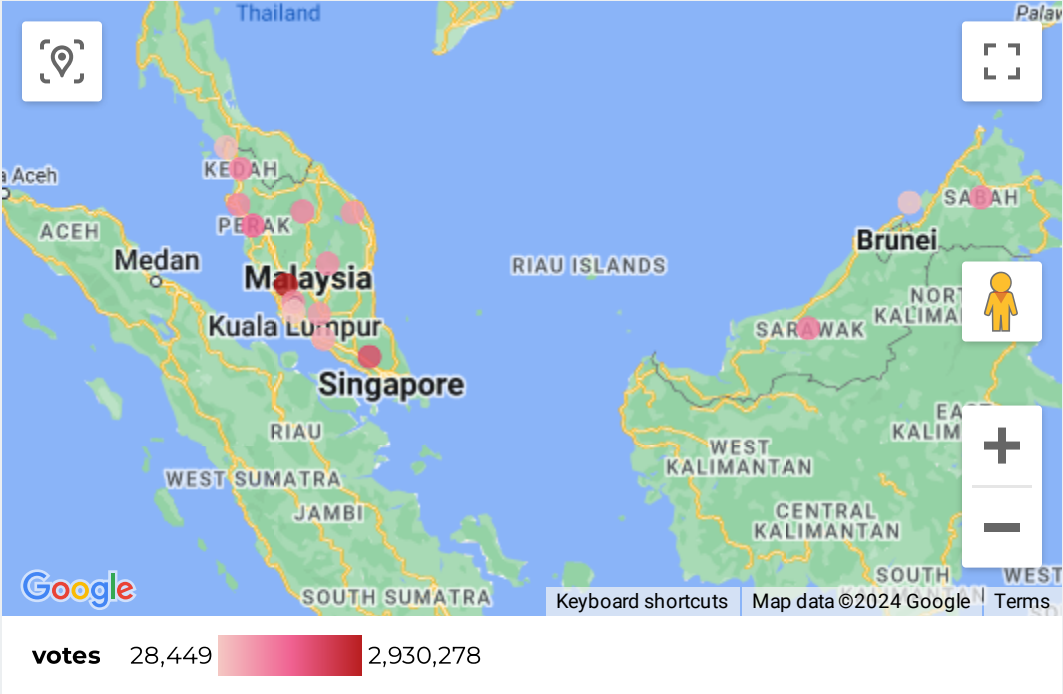 Thailand
Palaw
KEDAH
a Aceh
SABAH
PERAK
ACEH
Brunei
Medan
RIAU ISLANDS
Malaysia
NORT
KALIMA
SARAWAK
Kuala Lumpur
Singapore
EAST
KALIM
RIAU
WEST
KALIMANTAN
WEST SUMATRA
JAMBI
CENTRAL
KALIMANTAN
SOUTH
WEST
Google
SOUTH SUMATRA
Keyboard shortcuts
Map data ©2024 Google
Terms
votes 28,449 2,930,278